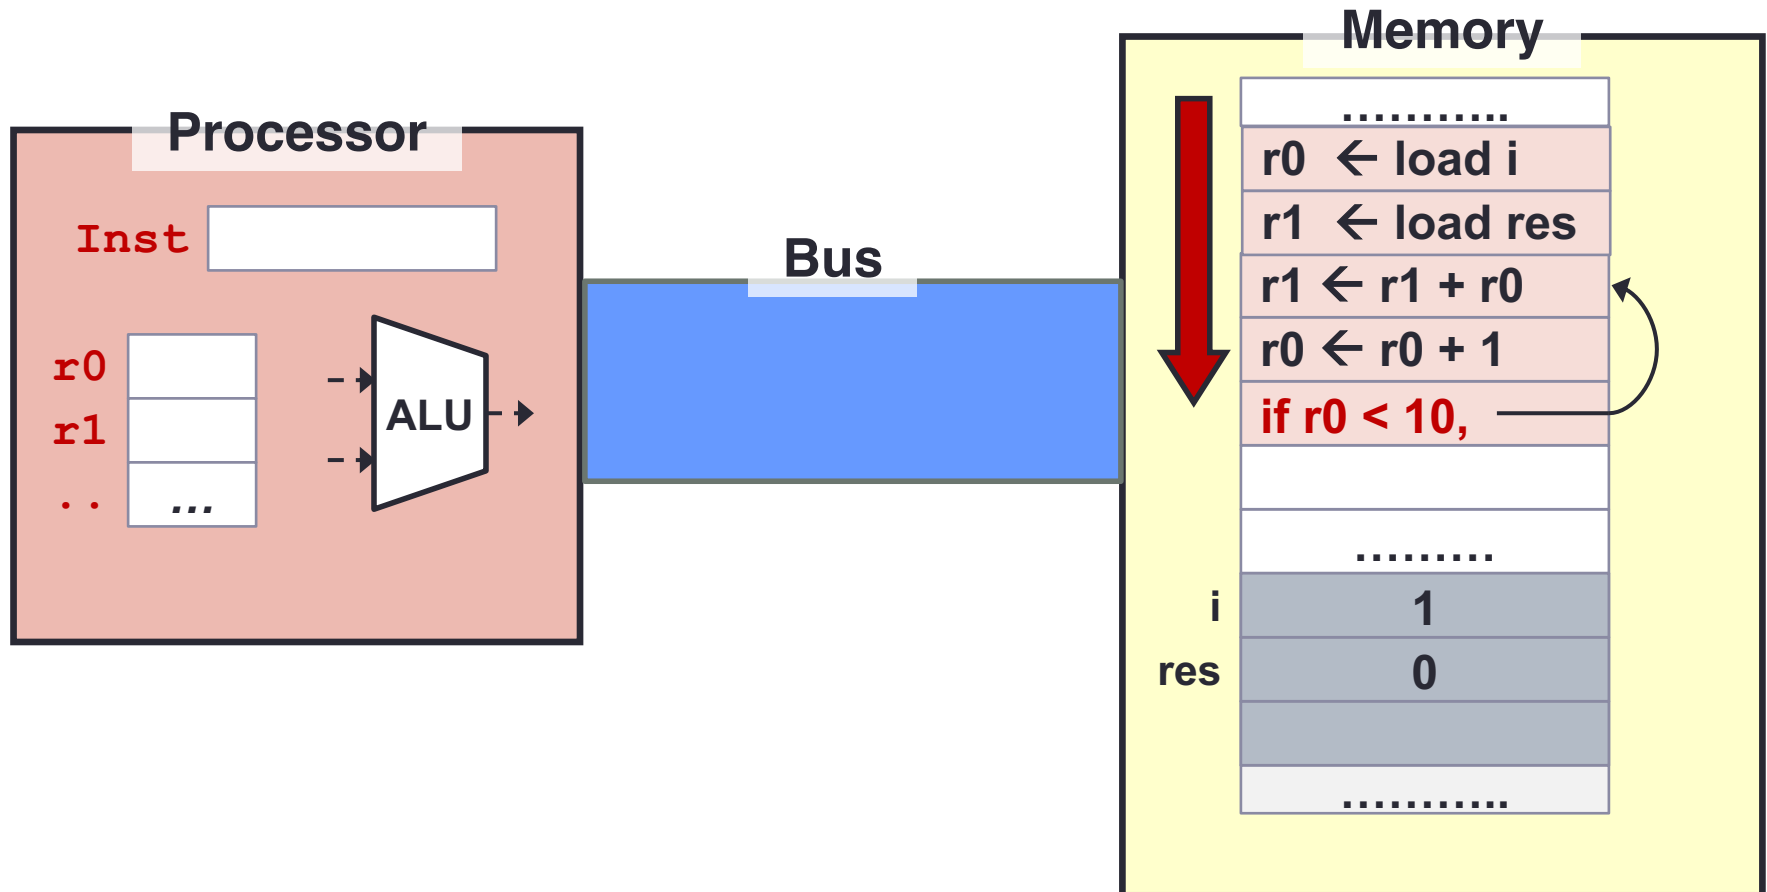 Processor
Inst
r0
r1
.. ...
ALU
Bus
Memory
...........
r0 ← load i
r1 ← load res
r1 ← r1 + r0
r0 ← r0 + 1
if r0 < 10,
.........
i 1
res 0
...........